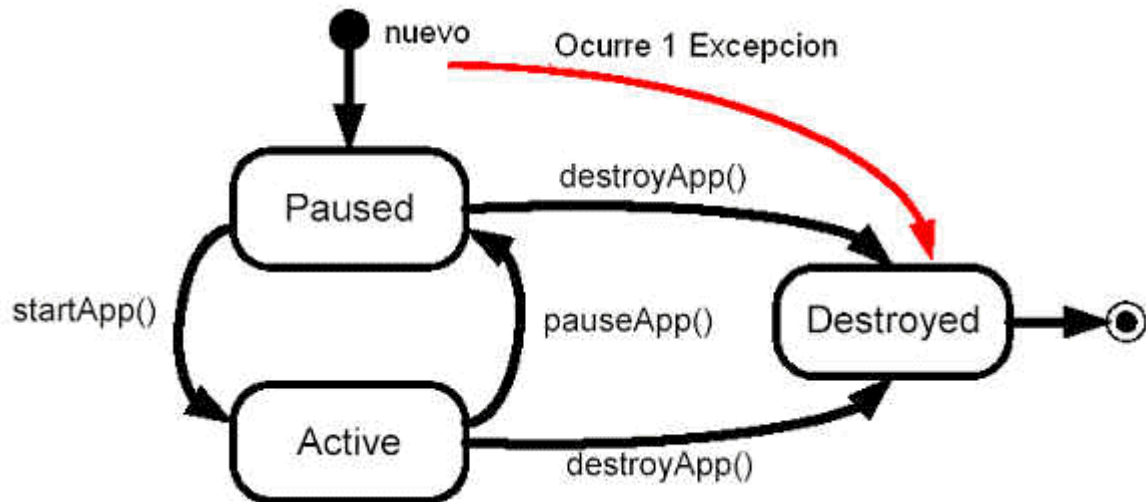 nuevo
Ocurre 1 Excepcion
destroyApp()
Paused
startApp()
pauseApp()
Destroyed
Active
destroyApp()